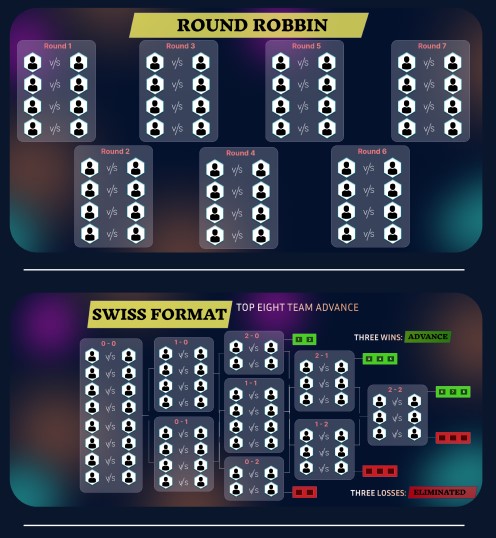 ROUND ROBBIN
Round 1
v/s
v/s
v/s
v/s
Round 3
v/s
v/s
v/s
v/s
Round 5
v/s
v/s
v/s
v/s
Round 7
v/s
v/s
v/s
v/s
Round 2
v/s
v/s
v/s
v/s
Round 4
v/s
v/s
v/s
v/s
Round 6
v/s
v/s
v/s
v/s
SWISS FORMAT
TOP EIGHT TEAM ADVANCE
THREE WINS: ADVANCE
0 - 0
v/s
v/s
v/s
v/s
v/s
v/s
v/s
v/s
1 - 0
v/s
v/s
v/s
v/s
0 - 1
v/s
v/s
v/s
v/s
2 - 0
v/s
v/s
1 - 1
v/s
v/s
v/s
v/s
0 - 2
v/s
v/s
2 - 1
v/s
v/s
v/s
1 - 2
v/s
v/s
v/s
2 - 2
v/s
v/s
v/s
THREE LOSSES: ELIMINATED